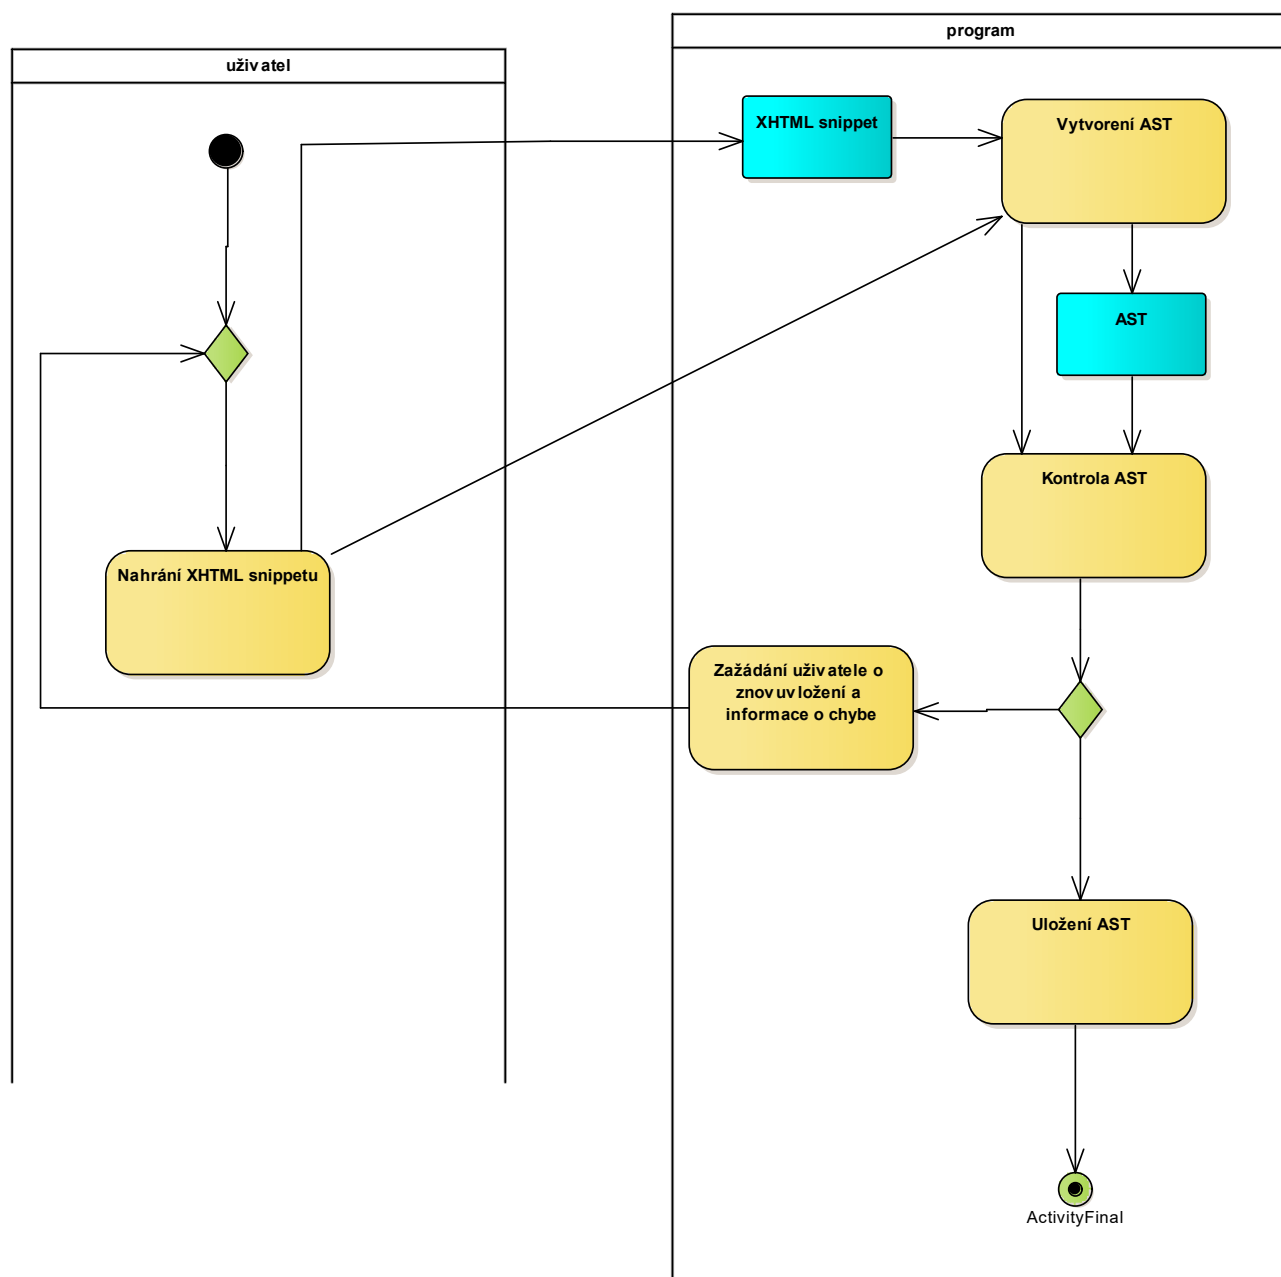 program
uživatel
XHTML snippet
Vytvorení AST
AST
Kontrola AST
Nahrání XHTML snippetu
Zažádání uživatele o
znovuvložení a
informace o chybe
Uložení AST
ActivityFinal